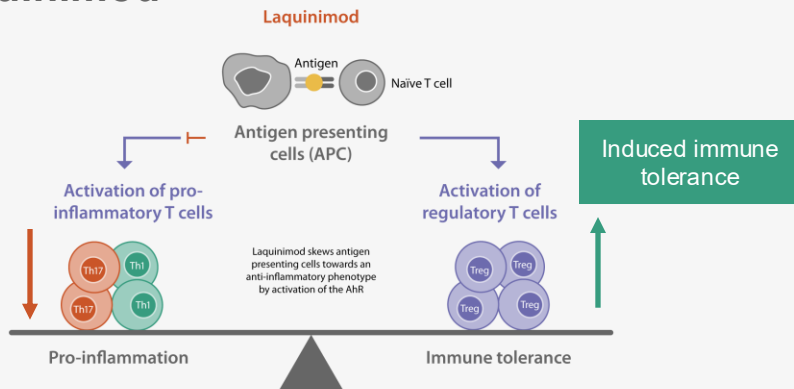 Laquinimod
Antigen
Naïve T cell
Antigen presenting
cells (APC)
Induced immune
tolerance
Activation of pro-
inflammatory T cells
Activation of
regulatory T cells
Th17
Th1
Th17
Th1
Laquinimod skews antigen
presenting cells towards an
anti-inflammatory phenotype
by activation of the AhR
Treg
Treg
Treg
Treg
Pro-inflammation
Immune tolerance